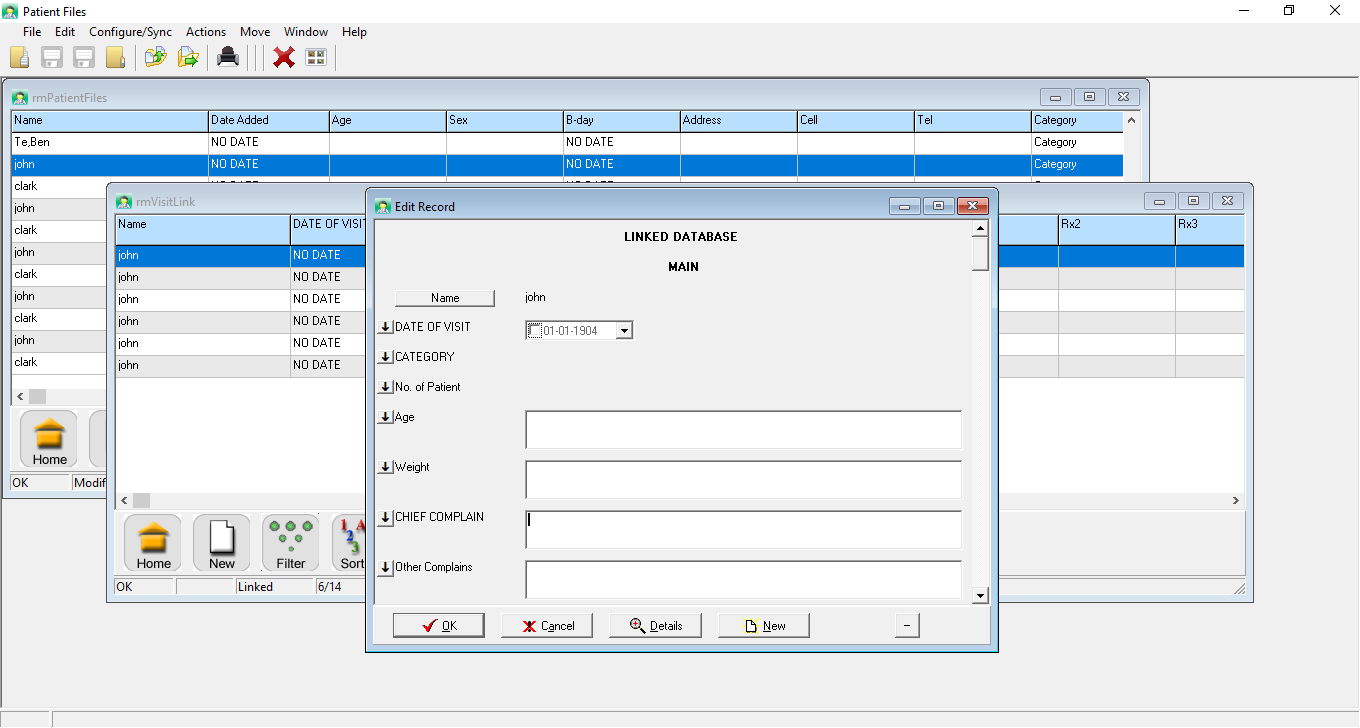 Patient Files
File Edit Configure/Sync Actions Move Window Help
rmPatientFiles
Name Date Added Age Sex B-day Address Cell Tel Category
Te,Ben NO DATE NO DATE Category
john NO DATE NO DATE Category
clark
john
clark
john
clark
john
clark
john
clark
Home
OK Modif
rmVisitLink
Name DATE OF VISIT Rx2 Rx3
john NO DATE
john NO DATE
john NO DATE
john NO DATE
john NO DATE
john NO DATE
Home New Filter Sort
OK Linked 6/14
Edit Record
LINKED DATABASE
MAIN
Name john
DATE OF VISIT 01-01-1904
CATEGORY
No. of Patient
Age
Weight
CHIEF COMPLAIN
Other Complains
OK Cancel Details New –